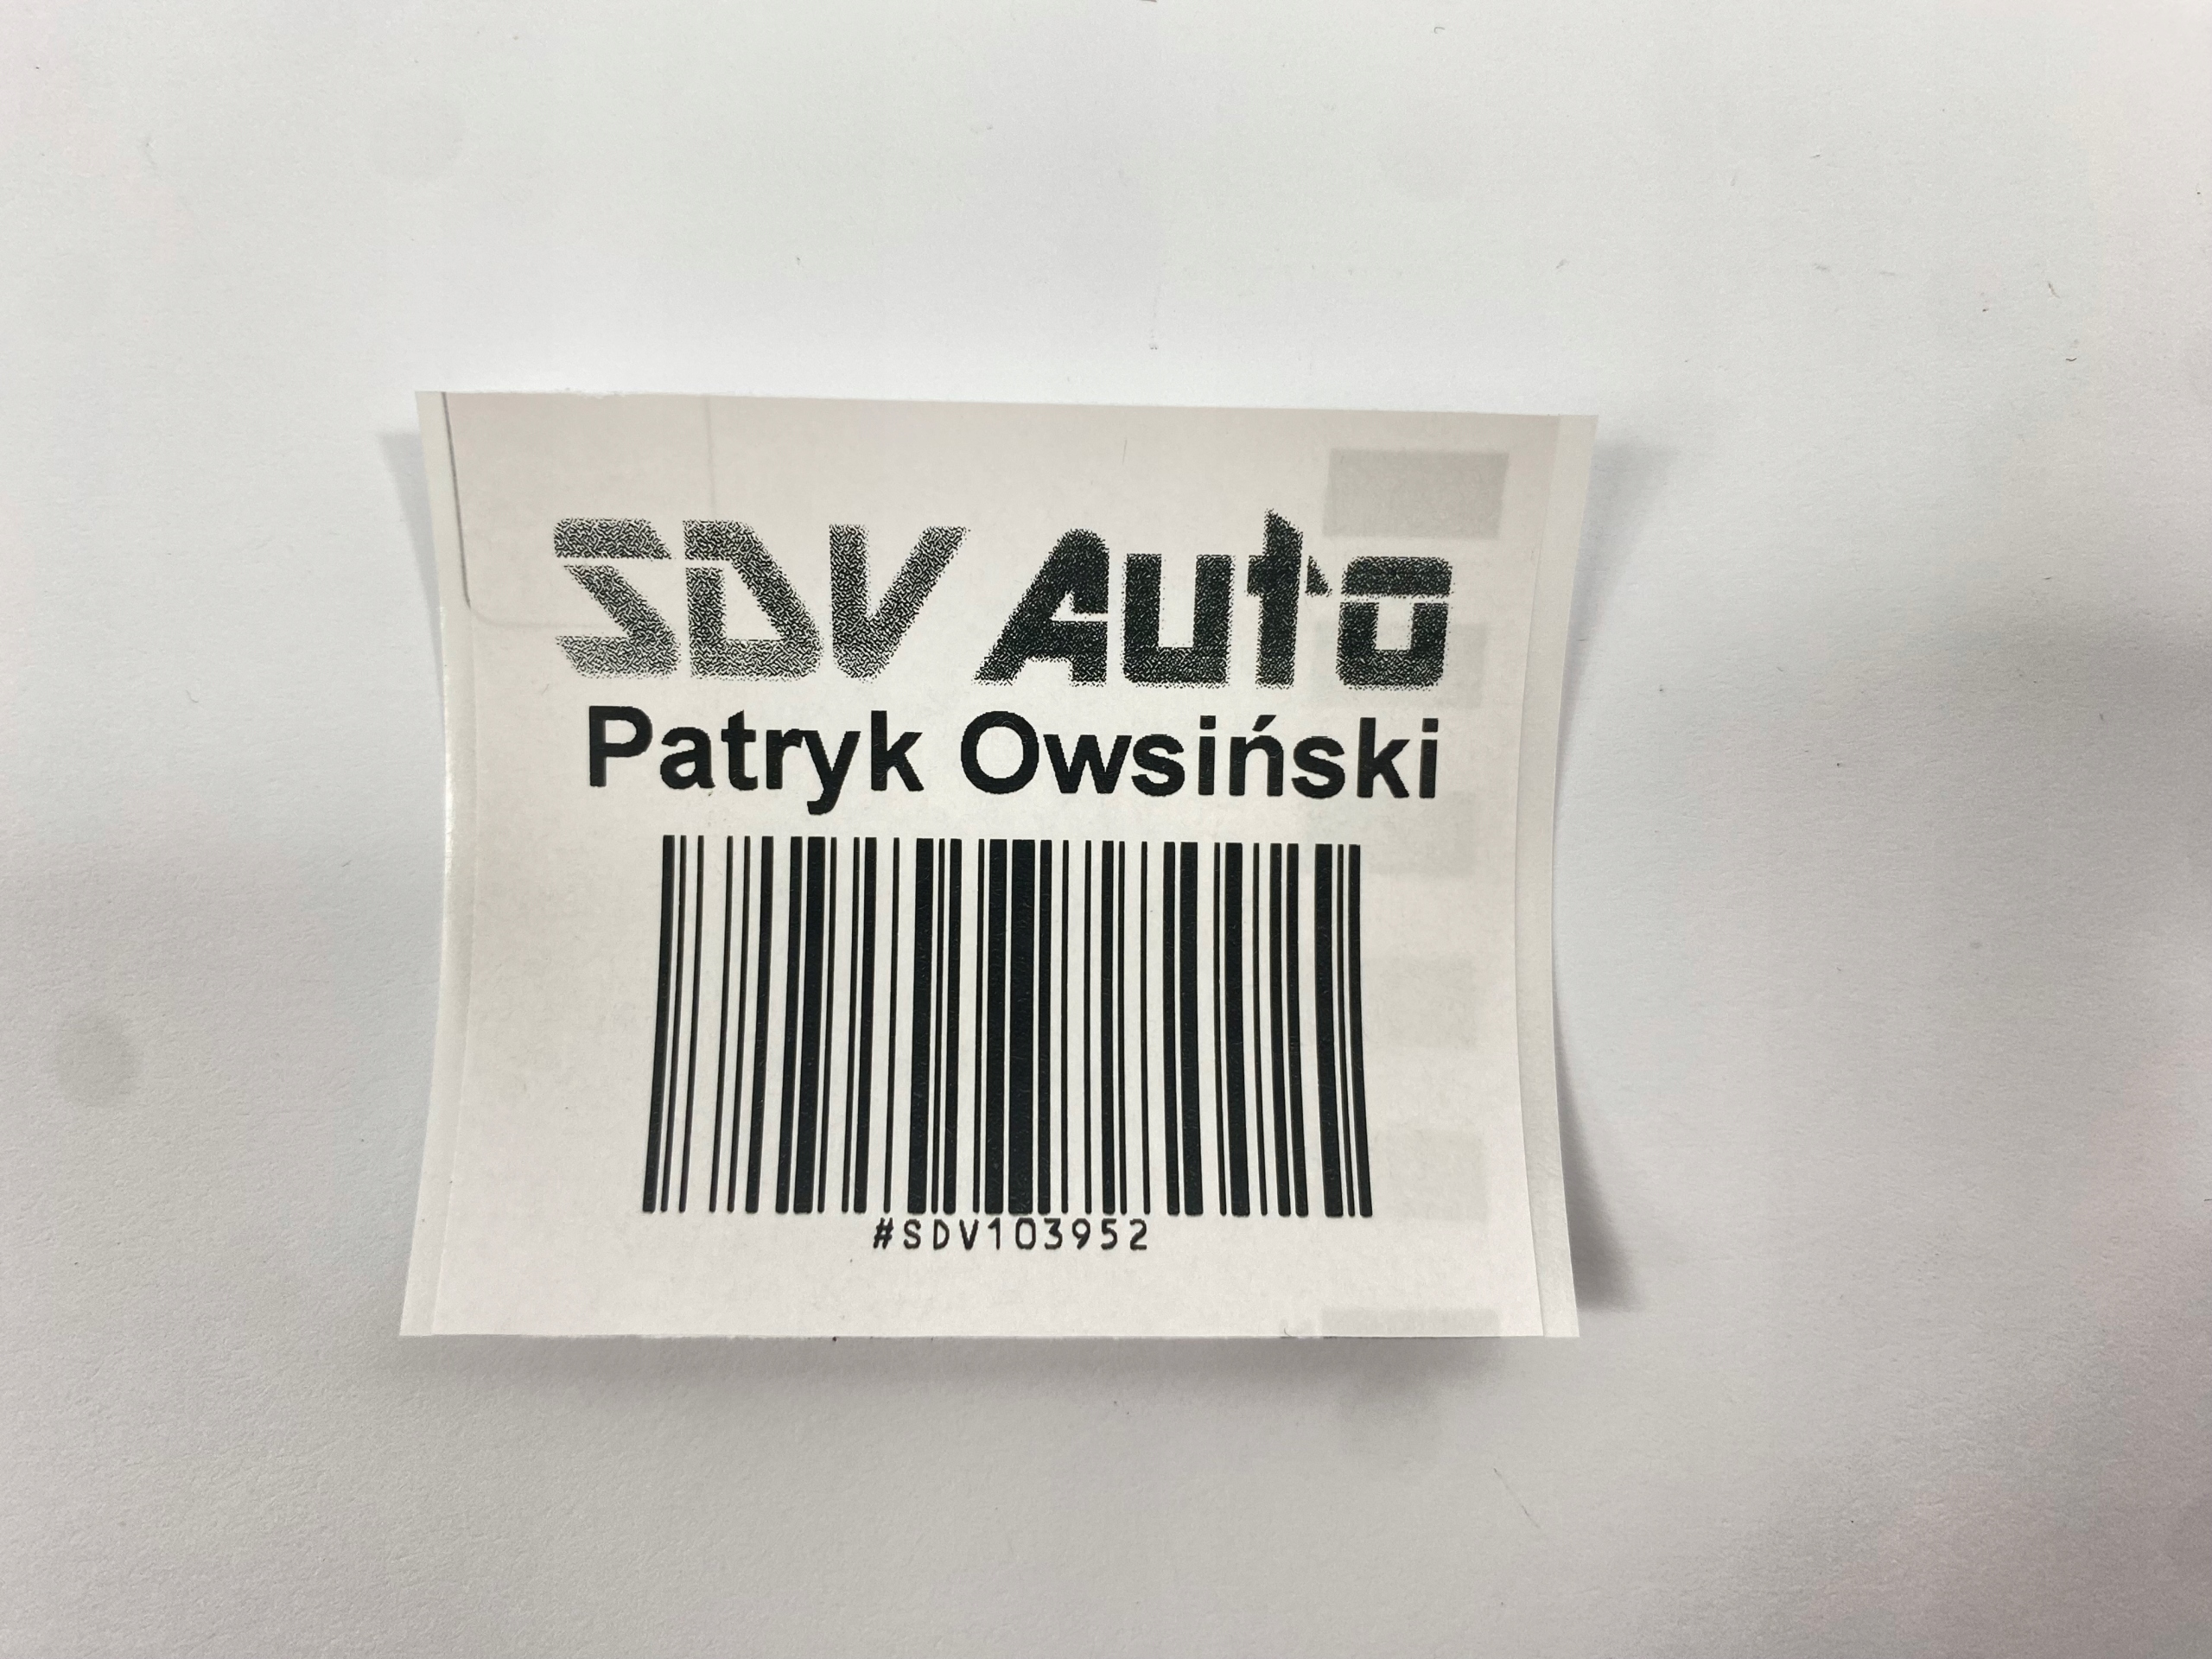 SDV Auto
Patryk Owsiński
#SDV103952